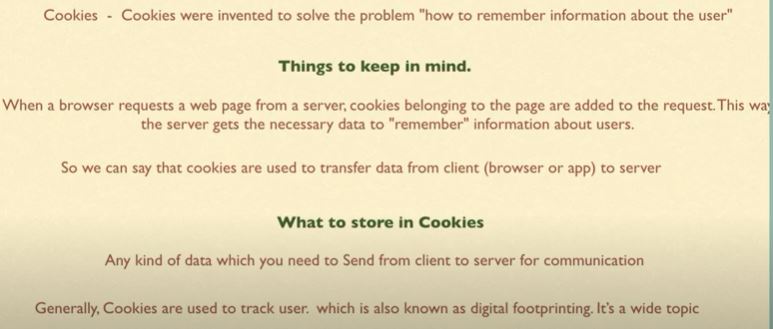 Cookies - Cookies were invented to solve the problem "how to remember information about the user"
Things to keep in mind.
When a browser requests a web page from a server, cookies belonging to the page are added to the request. This way
the server gets the necessary data to "remember" information about users.
So we can say that cookies are used to transfer data from client (browser or app) to server
What to store in Cookies
Any kind of data which you need to Send from client to server for communication
Generally, Cookies are used to track user. which is also known as digital footprinting. It's a wide topic